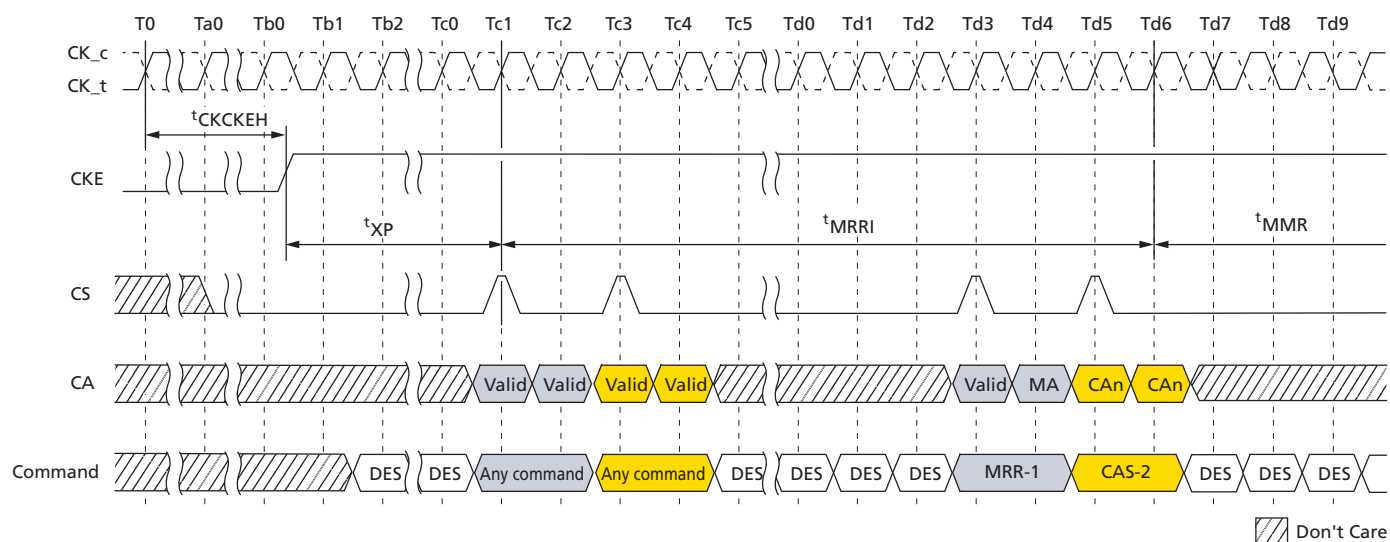 T0 Ta0 Tb0 Tb1 Tb2 Tc0 Tc1 Tc2 Tc3 Tc4 Tc5 Td0 Td1 Td2 Td3 Td4 Td5 Td6 Td7 Td8 Td9
CK_c
CK_t
tCKCKEH
CKE
tXP tMRRI tMMR
CS
CA Valid Valid Valid Valid Valid MA CAn CAn
Command DES DES Any command Any command DES DES DES DES MRR-1 CAS-2 DES DES DES
Don't Care